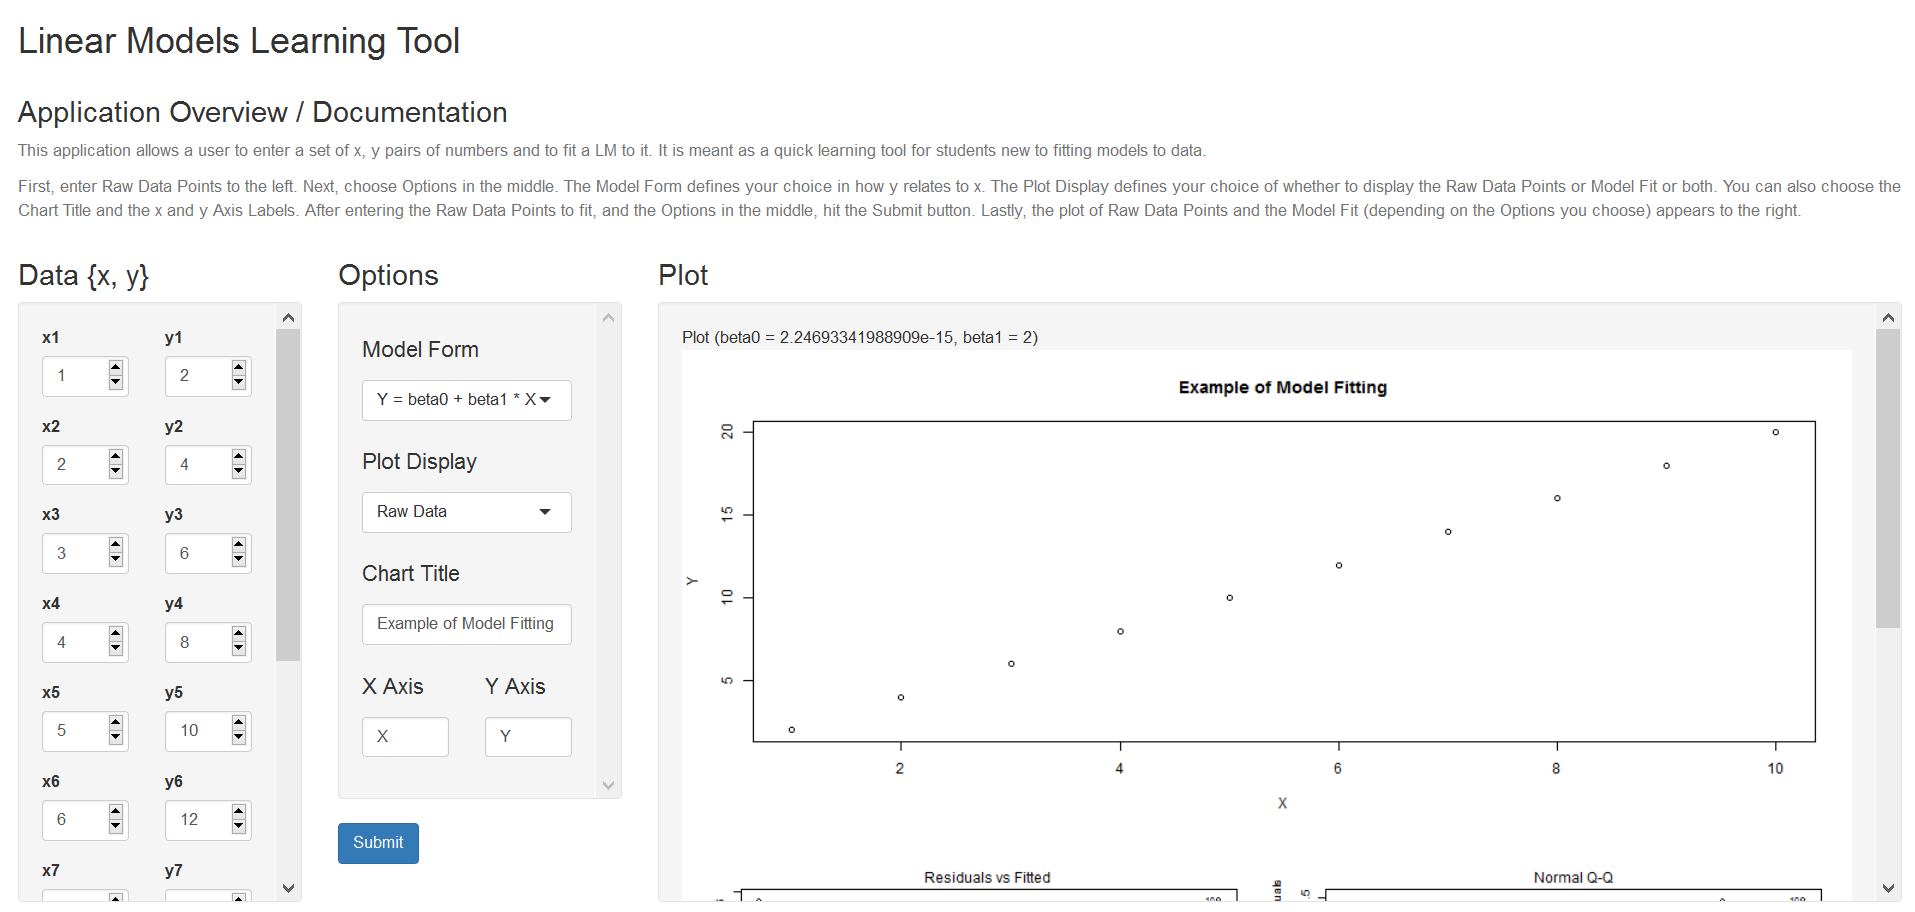 Linear Models Learning Tool
Application Overview / Documentation
This application allows a user to enter a set of x, y pairs of numbers and to fit a LM to it. It is meant as a quick learning tool for students new to fitting models to data.
First, enter Raw Data Points to the left. Next, choose Options in the middle. The Model Form defines your choice in how y relates to x. The Plot Display defines your choice of whether to display the Raw Data Points or Model Fit or both. You can also choose the
Chart Title and the x and y Axis Labels. After entering the Raw Data Points to fit, and the Options in the middle, hit the Submit button. Lastly, the plot of Raw Data Points and the Model Fit (depending on the Options you choose) appears to the right.
Data {x, y}
x1 y1
1 2
x2 y2
2 4
x3 y3
3 6
x4 y4
4 8
x5 y5
5 10
x6 y6
6 12
x7 y7
Options
Model Form
Y = beta0 + beta1 * X
Plot Display
Raw Data
Chart Title
Example of Model Fitting
X Axis Y Axis
X Y
Submit
Plot
Plot (beta0 = 2.24693341988909e-15, beta1 = 2)
Example of Model Fitting
20
15
10
5
Y
2 4 6 8 10
X
Residuals vs Fitted
Normal Q-Q